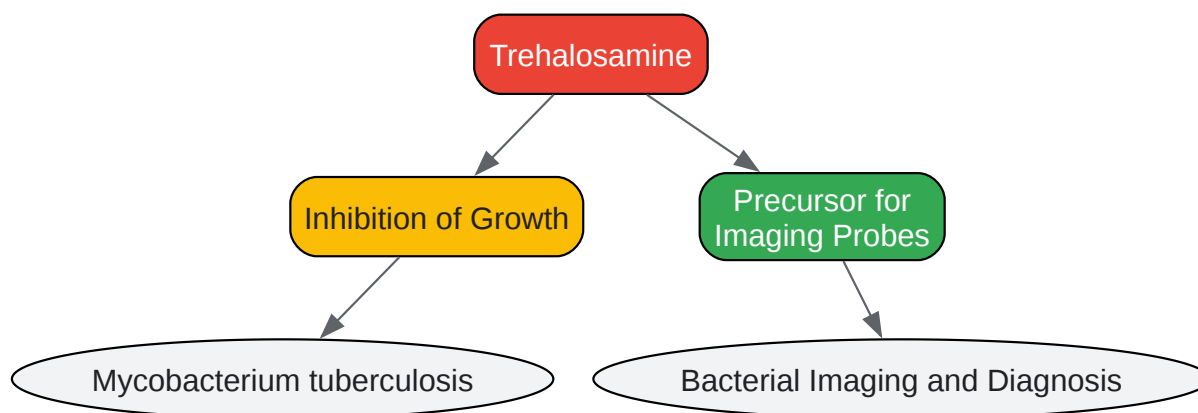 Trehalosamine
Inhibition of Growth
Precursor for
Imaging Probes
Mycobacterium tuberculosis
Bacterial Imaging and Diagnosis